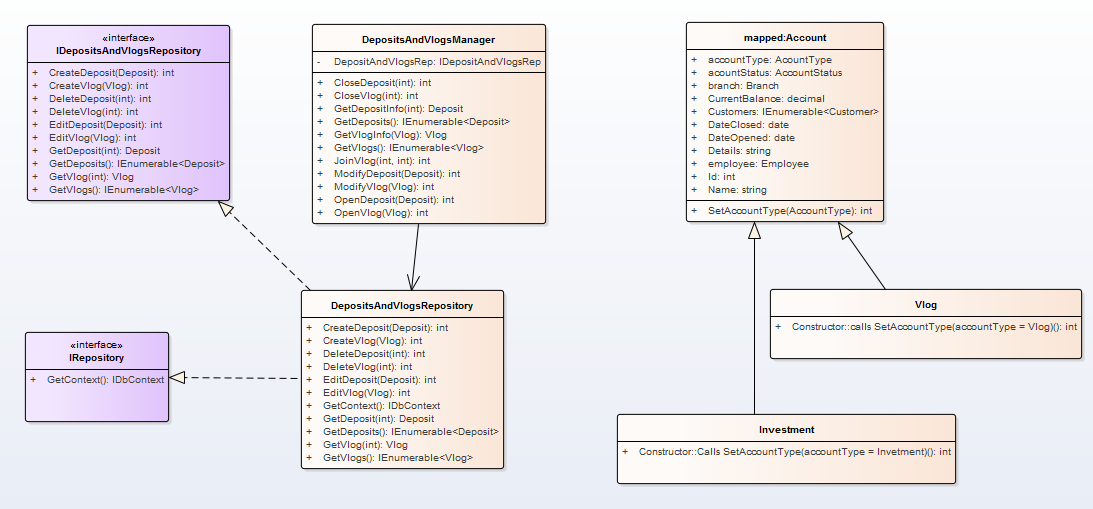 «interface»
IDepositsAndVlogsRepository
+ CreateDeposit(Deposit): int
+ CreateVlog(Vlog): int
+ DeleteDeposit(int): int
+ DeleteVlog(int): int
+ EditDeposit(Deposit): int
+ EditVlog(Vlog): int
+ GetDeposit(int): Deposit
+ GetDeposits(): IEnumerable<Deposit>
+ GetVlog(int): Vlog
+ GetVlogs(): IEnumerable<Vlog>
DepositsAndVlogsManager
- DepositAndVlogsRep: IDepositAndVlogsRep
+ CloseDeposit(int): int
+ CloseVlog(int): int
+ GetDepositInfo(int): Deposit
+ GetDeposits(): IEnumerable<Deposit>
+ GetVlogInfo(Vlog): Vlog
+ GetVlogs(): IEnumerable<Vlog>
+ JoinVlog(int, int): int
+ ModifyDeposit(Deposit): int
+ ModifyVlog(Vlog): int
+ OpenDeposit(Deposit): int
+ OpenVlog(Vlog): int
mapped:Account
+ accountType: AcountType
+ acountStatus: AccountStatus
+ branch: Branch
+ CurrentBalance: decimal
+ Customers: IEnumerable<Customer>
+ DateClosed: date
+ DateOpened: date
+ Details: string
+ employee: Employee
+ Id: int
+ Name: string
+ SetAccountType(AccountType): int
«interface»
IRepository
+ GetContext(): IDbContext
DepositsAndVlogsRepository
+ CreateDeposit(Deposit): int
+ CreateVlog(Vlog): int
+ DeleteDeposit(int): int
+ DeleteVlog(int): int
+ EditDeposit(Deposit): int
+ EditVlog(Vlog): int
+ GetContext(): IDbContext
+ GetDeposit(int): Deposit
+ GetDeposits(): IEnumerable<Deposit>
+ GetVlog(int): Vlog
+ GetVlogs(): IEnumerable<Vlog>
Vlog
+ Constructor::calls SetAccountType(accountType = Vlog)(): int
Investment
+ Constructor::Calls SetAccountType(accountType = Invetment)(): int